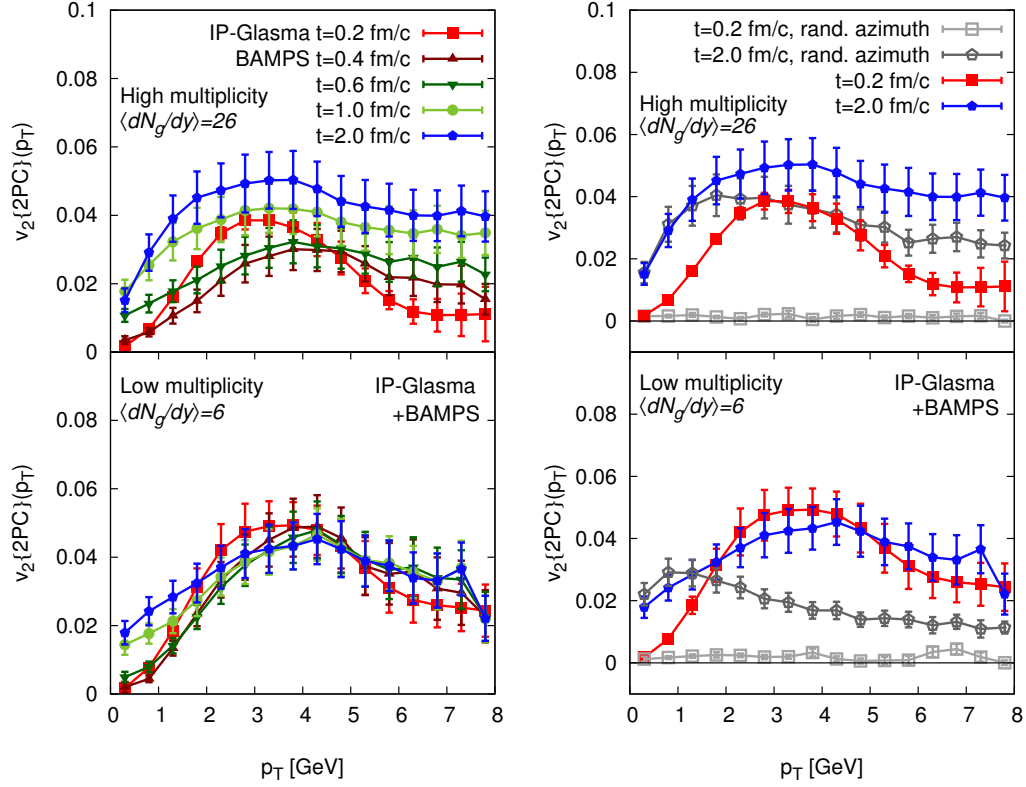 0.1
0.08
0.06
0.04
0.02
0
v₂{2PC}(p_T)
IP-Glasma t=0.2 fm/c
BAMPS t=0.4 fm/c
t=0.6 fm/c
t=1.0 fm/c
t=2.0 fm/c
High multiplicity
⟨dN_g/dy⟩=26
0.08
0.06
0.04
0.02
0
v₂{2PC}(p_T)
Low multiplicity
⟨dN_g/dy⟩=6
IP-Glasma
+BAMPS
0 1 2 3 4 5 6 7 8
p_T [GeV]
0.1
0.08
0.06
0.04
0.02
0
v₂{2PC}(p_T)
t=0.2 fm/c, rand. azimuth
t=2.0 fm/c, rand. azimuth
t=0.2 fm/c
t=2.0 fm/c
High multiplicity
⟨dN_g/dy⟩=26
0.08
0.06
0.04
0.02
0
v₂{2PC}(p_T)
Low multiplicity
⟨dN_g/dy⟩=6
IP-Glasma
+BAMPS
0 1 2 3 4 5 6 7 8
p_T [GeV]